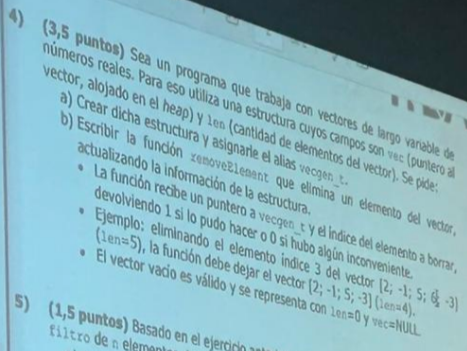 4) (3,5 puntos) Sea un programa que trabaja con vectores de largo variable de
números reales. Para eso utiliza una estructura cuyos campos son vec (puntero al
vector, alojado en el heap) y len (cantidad de elementos del vector). Se pide:
a) Crear dicha estructura y asignarle el alias vecgen_t.
b) Escribir la función removeElement que elimina un elemento del vector,
actualizando la información de la estructura.
• La función recibe un puntero a vecgen_t y el índice del elemento a borrar,
devolviendo 1 si lo pudo hacer o 0 si hubo algún inconveniente.
• Ejemplo: eliminando el elemento índice 3 del vector [2; -1; 5; 6; -3]
(len=5), la función debe dejar el vector [2; -1; 5; -3] (len=4).
• El vector vacío es válido y se representa con len=0 y vec=NULL.
5) (1,5 puntos) Basado en el ejercicio
filtro de n